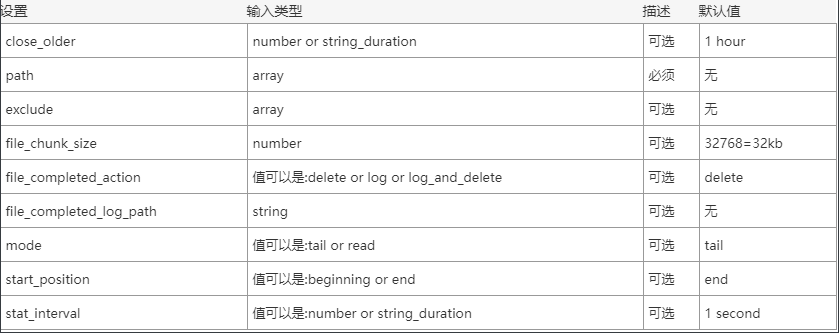 设置 输入类型 描述 默认值
close_older number or string_duration 可选 1 hour
path array 必须 无
exclude array 可选 无
file_chunk_size number 可选 32768=32kb
file_completed_action 值可以是:delete or log or log_and_delete 可选 delete
file_completed_log_path string 可选 无
mode 值可以是:tail or read 可选 tail
start_position 值可以是:beginning or end 可选 end
stat_interval 值可以是:number or string_duration 可选 1 second